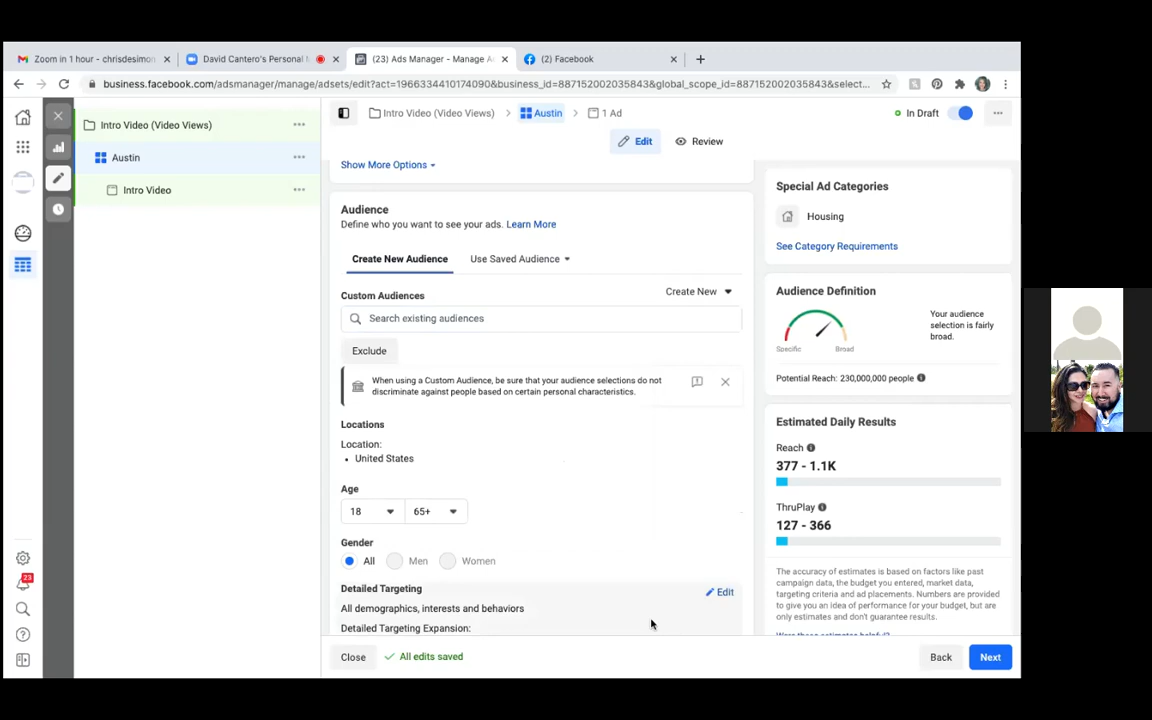 Zoom in 1 hour - chrisdesimon
David Cantero's Personal
(23) Ads Manager - Manage A
(2) Facebook
business.facebook.com/adsmanager/manage/adsets/edit?act=1966334410174090&business_id=887152002035843&global_scope_id=887152002035843&select...
Intro Video (Video Views)
Austin
Intro Video
Intro Video (Video Views)
Austin
1 Ad
In Draft
Edit
Review
Show More Options
Audience
Define who you want to see your ads. Learn More
Create New Audience
Use Saved Audience
Custom Audiences
Create New
Search existing audiences
Exclude
When using a Custom Audience, be sure that your audience selections do not
discriminate against people based on certain personal characteristics.
Locations
Location:
• United States
Age
18
65+
Gender
All
Men
Women
Detailed Targeting
Edit
All demographics, interests and behaviors
Detailed Targeting Expansion:
Close
All edits saved
Back
Next
Special Ad Categories
Housing
See Category Requirements
Audience Definition
Specific
Broad
Your audience
selection is fairly
broad.
Potential Reach: 230,000,000 people
Estimated Daily Results
Reach
377 - 1.1K
ThruPlay
127 - 366
The accuracy of estimates is based on factors like past
campaign data, the budget you entered, market data,
targeting criteria and ad placements. Numbers are provided
to give you an idea of performance for your budget, but are
only estimates and don't guarantee results.
Were these estimates helpful?
23